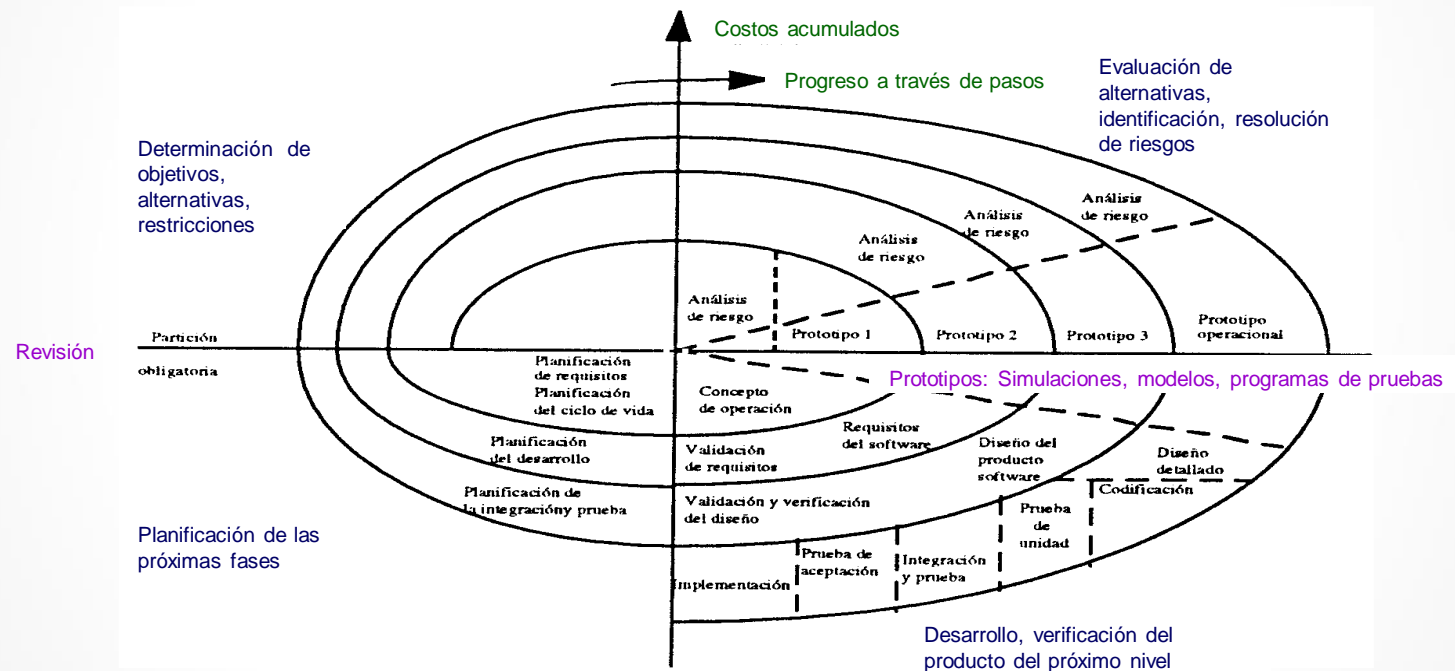 Costos acumulados
Progreso a través de pasos
Evaluación de
alternativas,
identificación, resolución
de riesgos
Determinación de
objetivos,
alternativas,
restricciones
Análisis
de riesgo
Análisis
de riesgo
Análisis
de riesgo
Análisis
de riesgo
Prototipo 1
Prototipo 2
Prototipo 3
Prototipo
operacional
Partición
obligatoria
Revisión
Prototipos: Simulaciones, modelos, programas de pruebas
Planificación
de requisitos
Planificación
del ciclo de vida
Concepto
de operación
Planificación
del desarrollo
Validación
de requisitos
Requisitos
del software
Diseño del
producto
software
Diseño
detallado
Planificación de
la integracióny prueba
Validación y verificación
del diseño
Codificación
Prueba
de
unidad
Integración
y prueba
Prueba de
aceptación
Implementación
Planificación de las
próximas fases
Desarrollo, verificación del
producto del próximo nivel